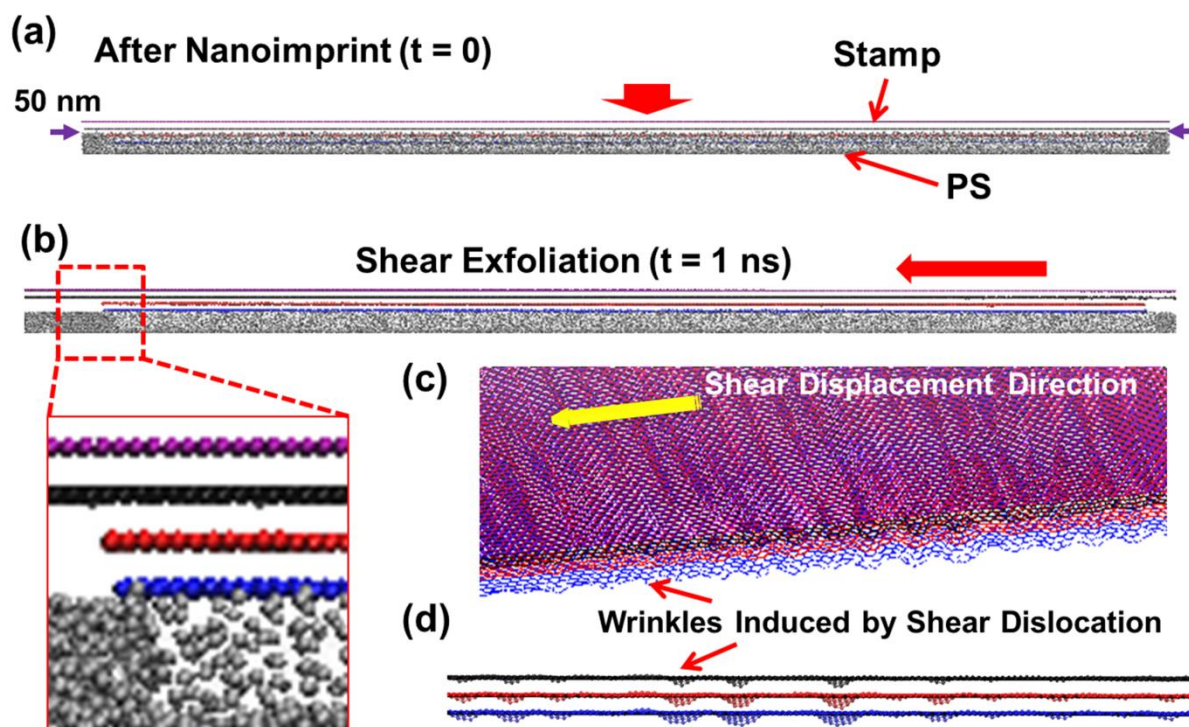 (a)
After Nanoimprint (t = 0)
Stamp
50 nm
PS
(b)
Shear Exfoliation (t = 1 ns)
(c)
Shear Displacement Direction
(d)
Wrinkles Induced by Shear Dislocation